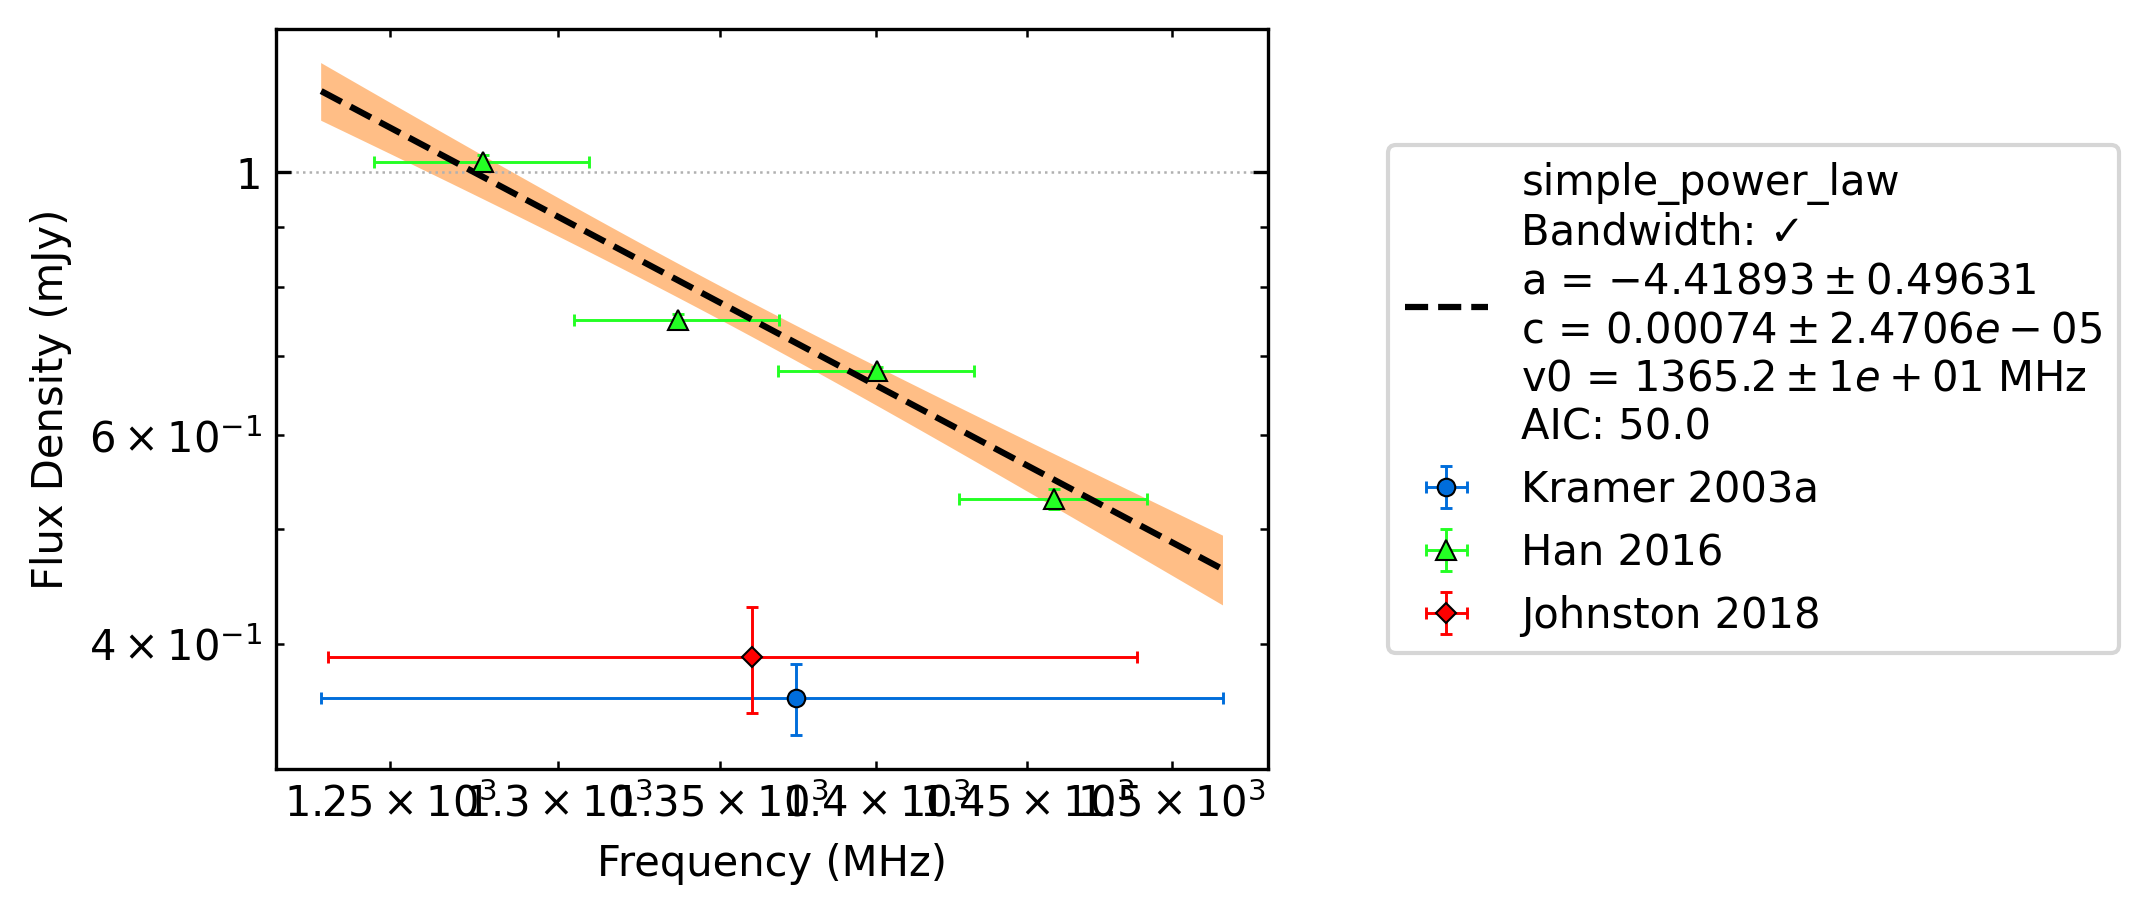 Flux Density (mJy)
1
6 × 10⁻¹
4 × 10⁻¹
1.25 × 10³ 1.3 × 10³ 1.35 × 10³ 1.4 × 10³ 1.45 × 10³ 1.5 × 10³
Frequency (MHz)
simple_power_law
Bandwidth: ✓
a = −4.41893 ± 0.49631
c = 0.00074 ± 2.4706e − 05
v0 = 1365.2 ± 1e + 01 MHz
AIC: 50.0
Kramer 2003a
Han 2016
Johnston 2018